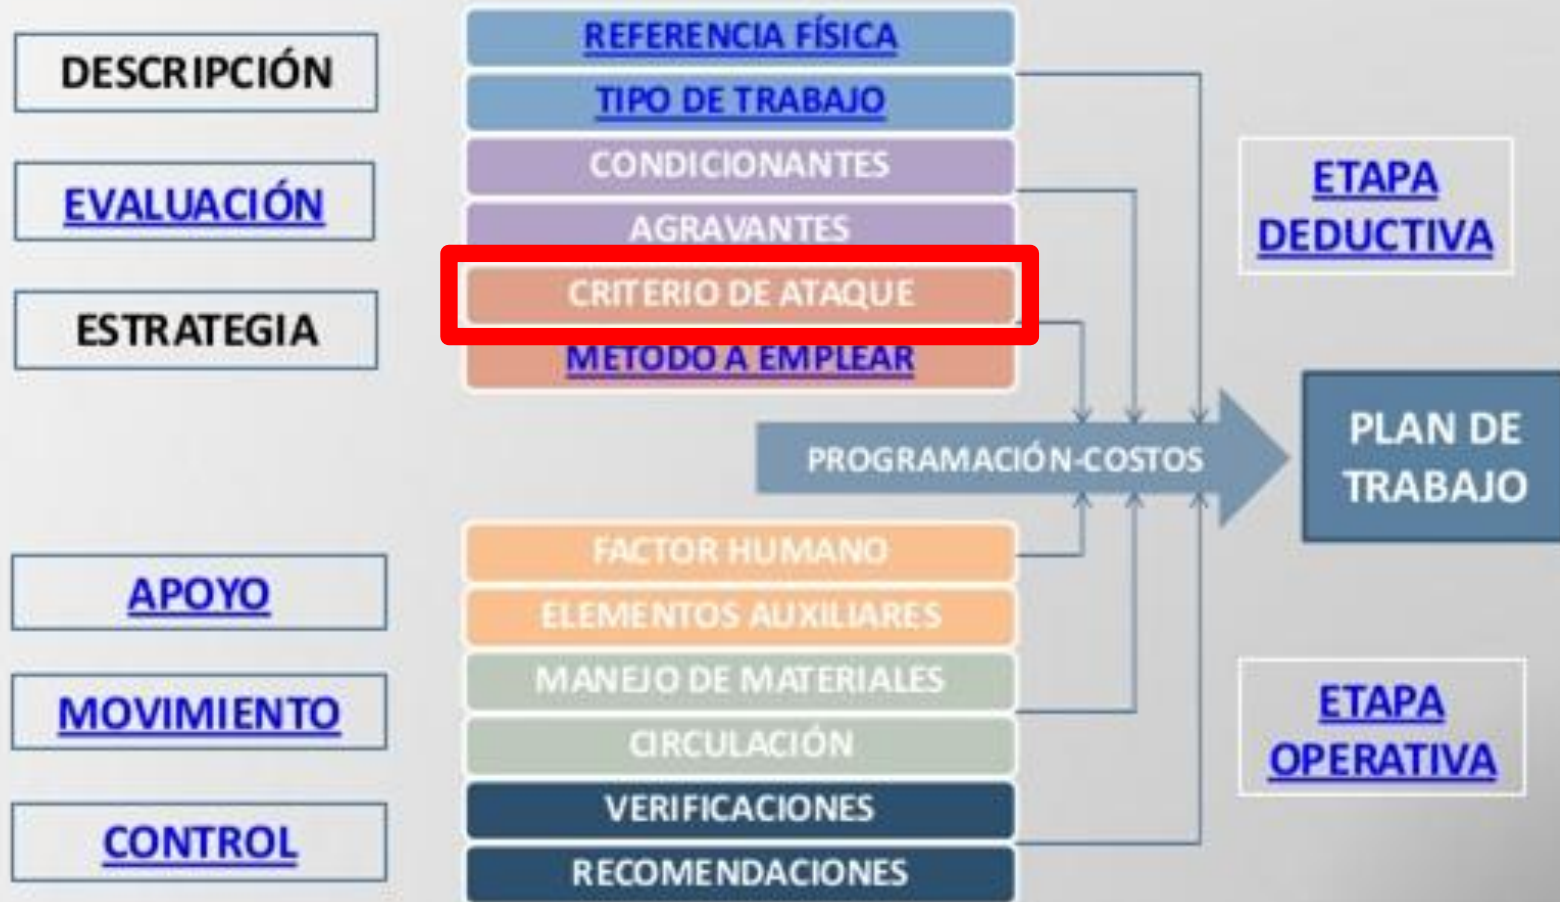 DESCRIPCIÓN
EVALUACIÓN
ESTRATEGIA
REFERENCIA FÍSICA
TIPO DE TRABAJO
CONDICIONANTES
AGRAVANTES
CRITERIO DE ATAQUE
METODO A EMPLEAR
ETAPA
DEDUCTIVA
PROGRAMACIÓN-COSTOS
PLAN DE
TRABAJO
APOYO
MOVIMIENTO
CONTROL
FACTOR HUMANO
ELEMENTOS AUXILIARES
MANEJO DE MATERIALES
CIRCULACIÓN
VERIFICACIONES
RECOMENDACIONES
ETAPA
OPERATIVA